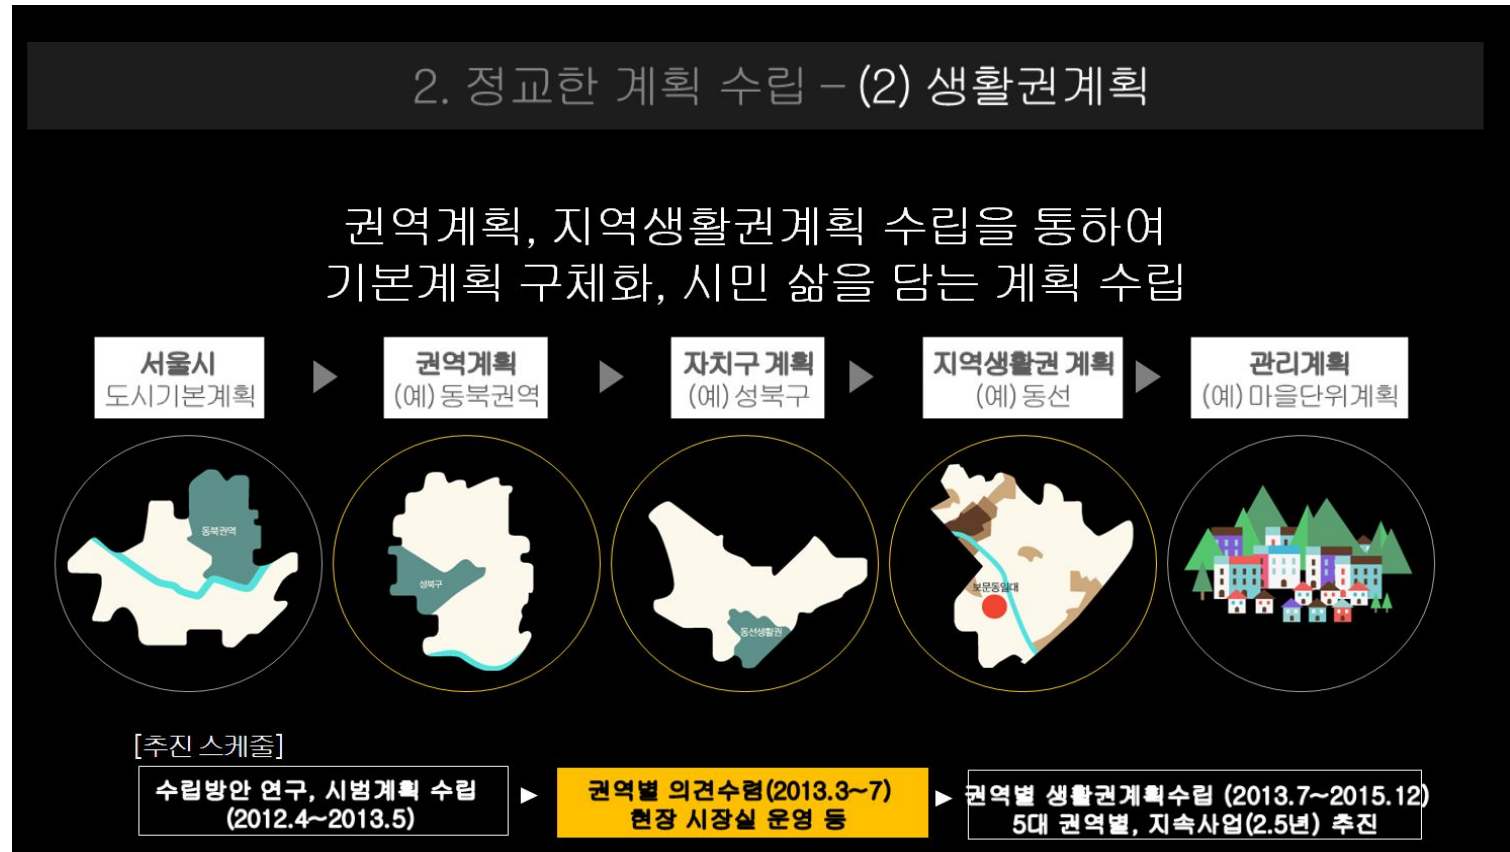 2. 정교한 계획 수립 – (2) 생활권계획
권역계획, 지역생활권계획 수립을 통하여
기본계획 구체화, 시민 삶을 담는 계획 수립
서울시
도시기본계획
권역계획
(예) 동북권역
자치구 계획
(예) 성북구
지역생활권 계획
(예) 동선
관리계획
(예) 마을단위계획
동북권역
성북구
동선생활권
보문동일대
[추진 스케줄]
수립방안 연구, 시범계획 수립
(2012.4~2013.5)
권역별 의견수렴(2013.3~7)
현장 시장실 운영 등
권역별 생활권계획수립 (2013.7~2015.12)
5대 권역별, 지속사업(2.5년) 추진